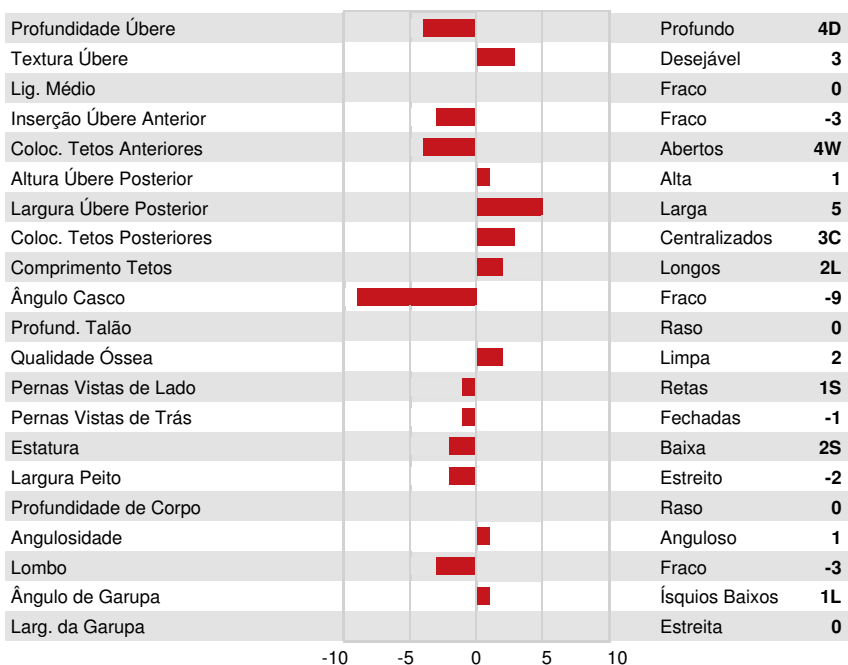 Profundidade Úbere Profundo 4D
Textura Úbere Desejável 3
Lig. Médio Fraco 0
Inserção Úbere Anterior Fraco -3
Coloc. Tetos Anteriores Abertos 4W
Altura Úbere Posterior Alta 1
Largura Úbere Posterior Larga 5
Coloc. Tetos Posteriores Centralizados 3C
Comprimento Tetos Longos 2L
Ângulo Casco Fraco -9
Profund. Talão Raso 0
Qualidade Óssea Limpa 2
Pernas Vistas de Lado Retas 1S
Pernas Vistas de Trás Fechadas -1
Estatura Baixa 2S
Largura Peito Estreito -2
Profundidade de Corpo Raso 0
Angulosidade Anguloso 1
Lombo Fraco -3
Ângulo de Garupa Ísquios Baixos 1L
Larg. da Garupa Estreita 0
-10 -5 0 5 10